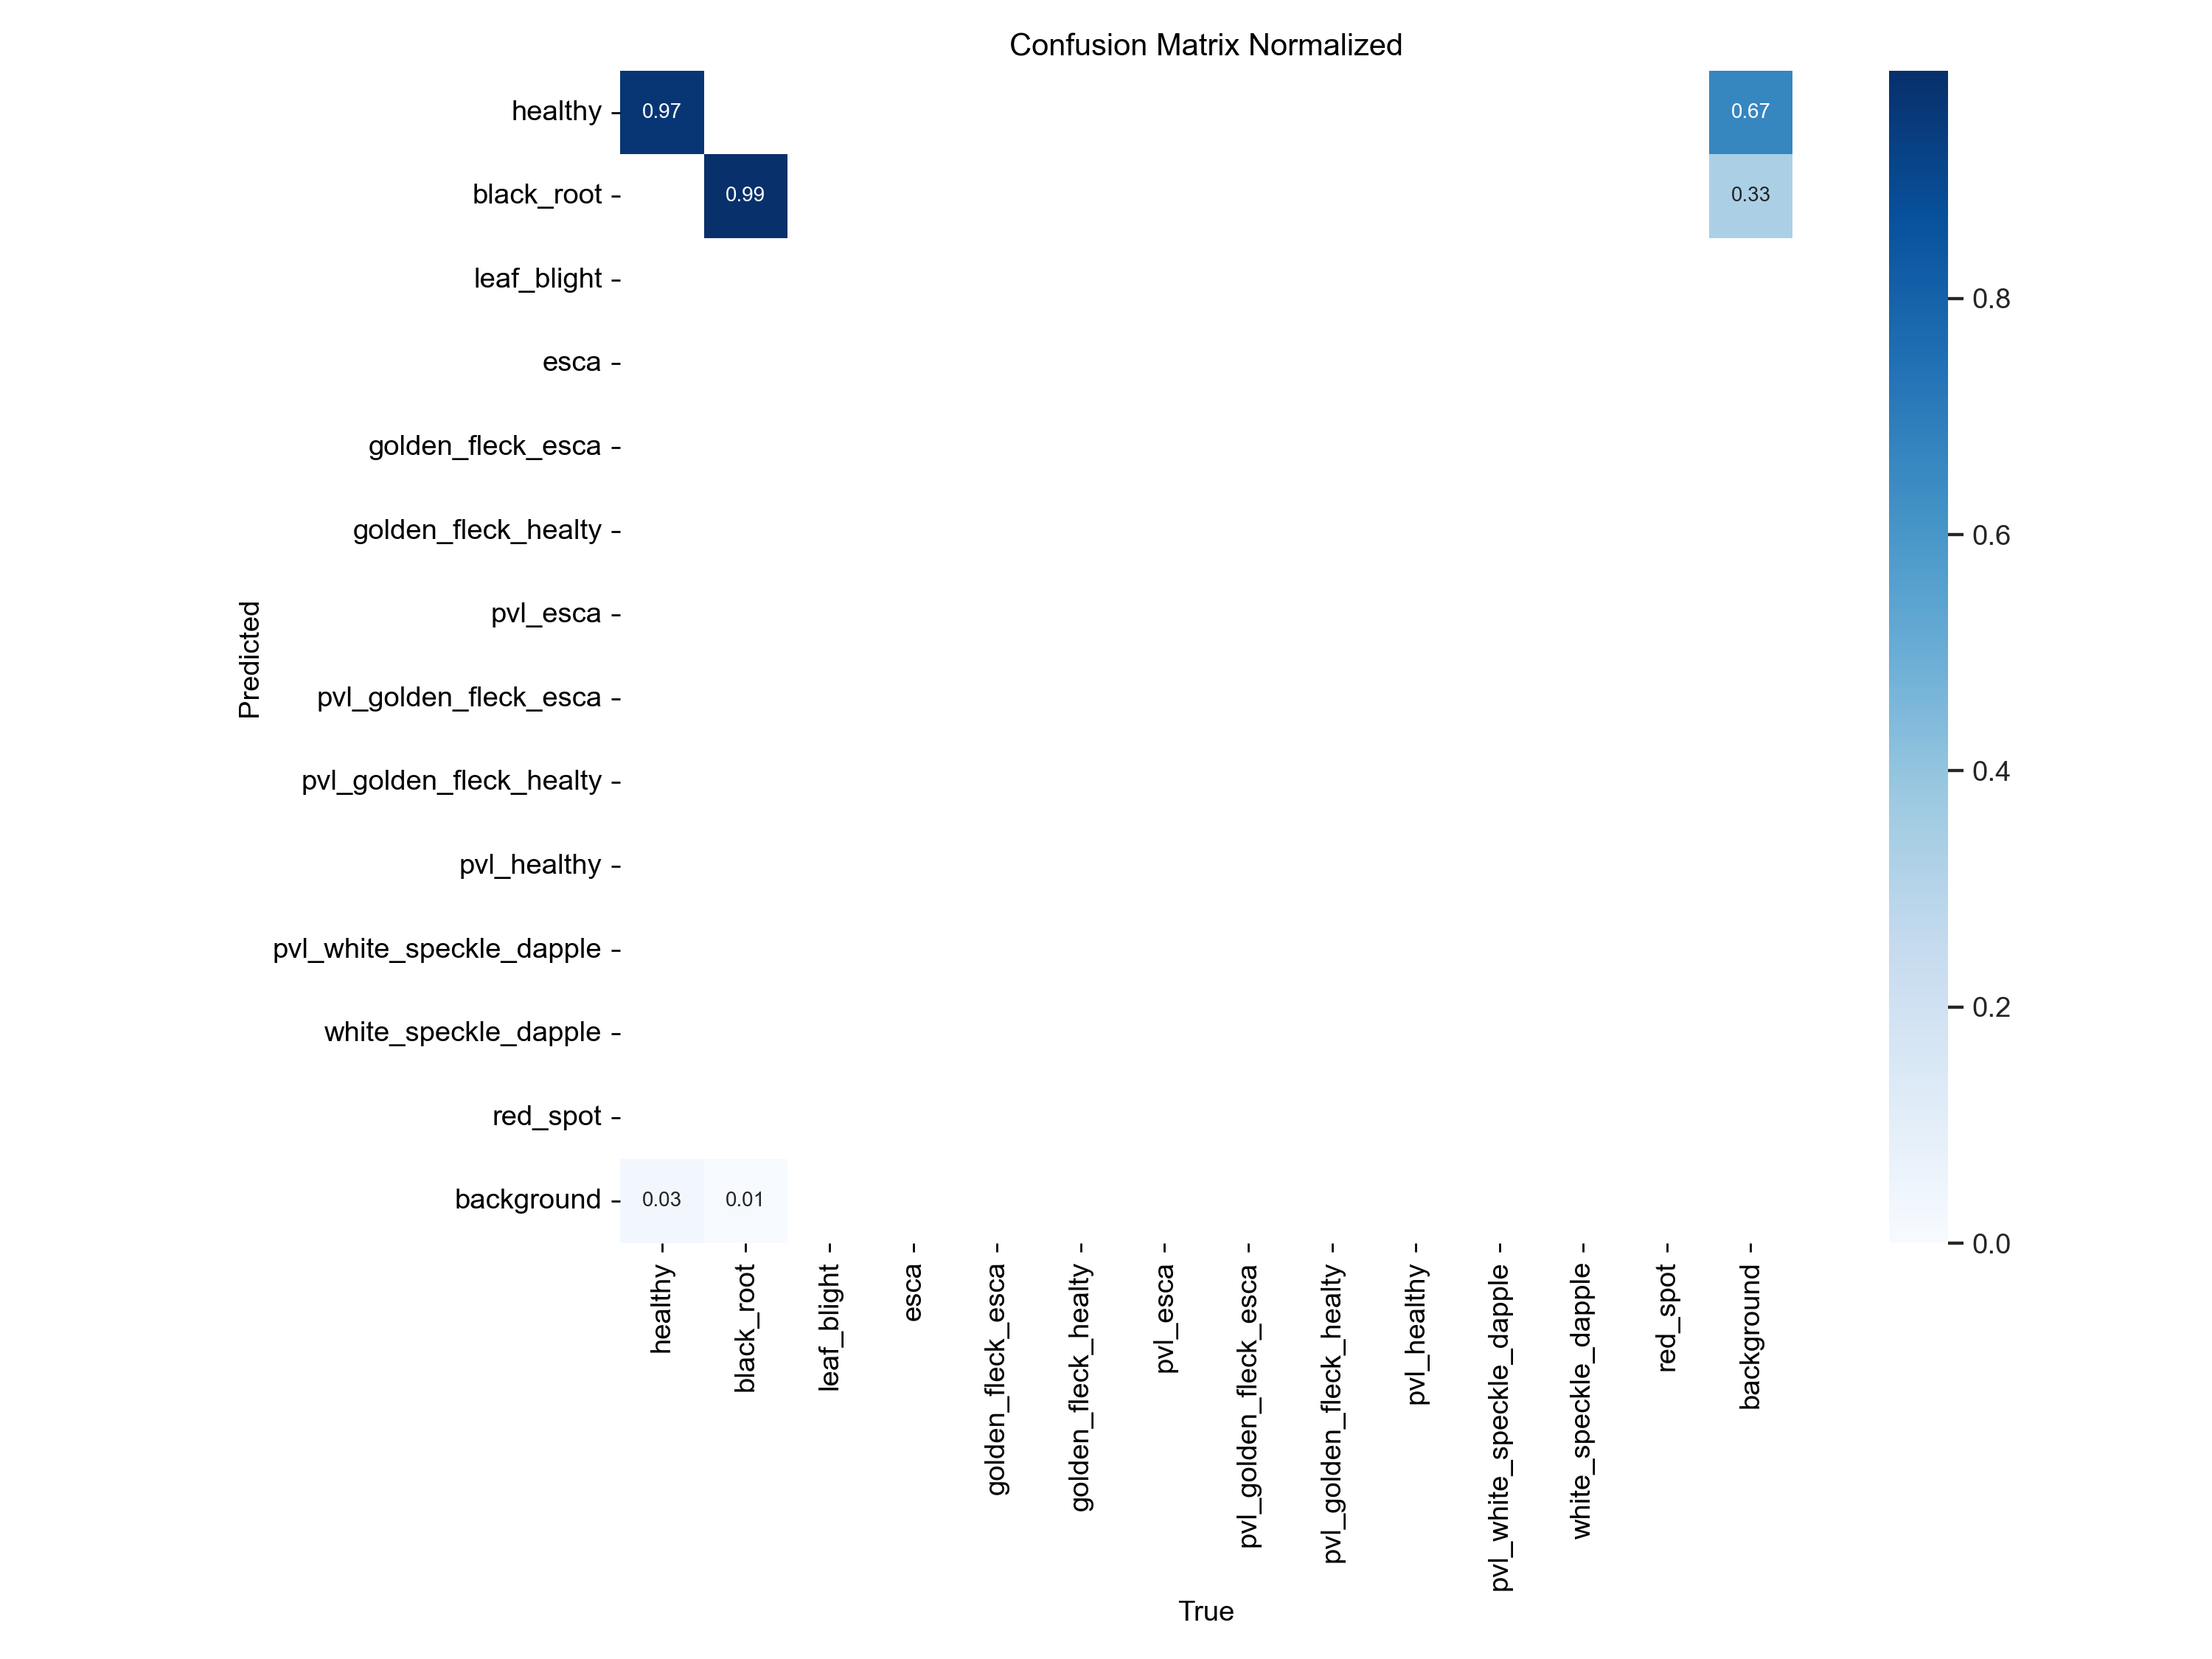 Confusion Matrix Normalized
healthy
0.97
0.67
black_root
0.99
0.33
leaf_blight
esca
golden_fleck_esca
golden_fleck_healty
pvl_esca
pvl_golden_fleck_esca
pvl_golden_fleck_healty
pvl_healthy
pvl_white_speckle_dapple
white_speckle_dapple
red_spot
background
0.03
0.01
Predicted
healthy
black_root
leaf_blight
esca
golden_fleck_esca
golden_fleck_healty
pvl_esca
pvl_golden_fleck_esca
pvl_golden_fleck_healty
pvl_healthy
pvl_white_speckle_dapple
white_speckle_dapple
red_spot
background
True
0.8
0.6
0.4
0.2
0.0